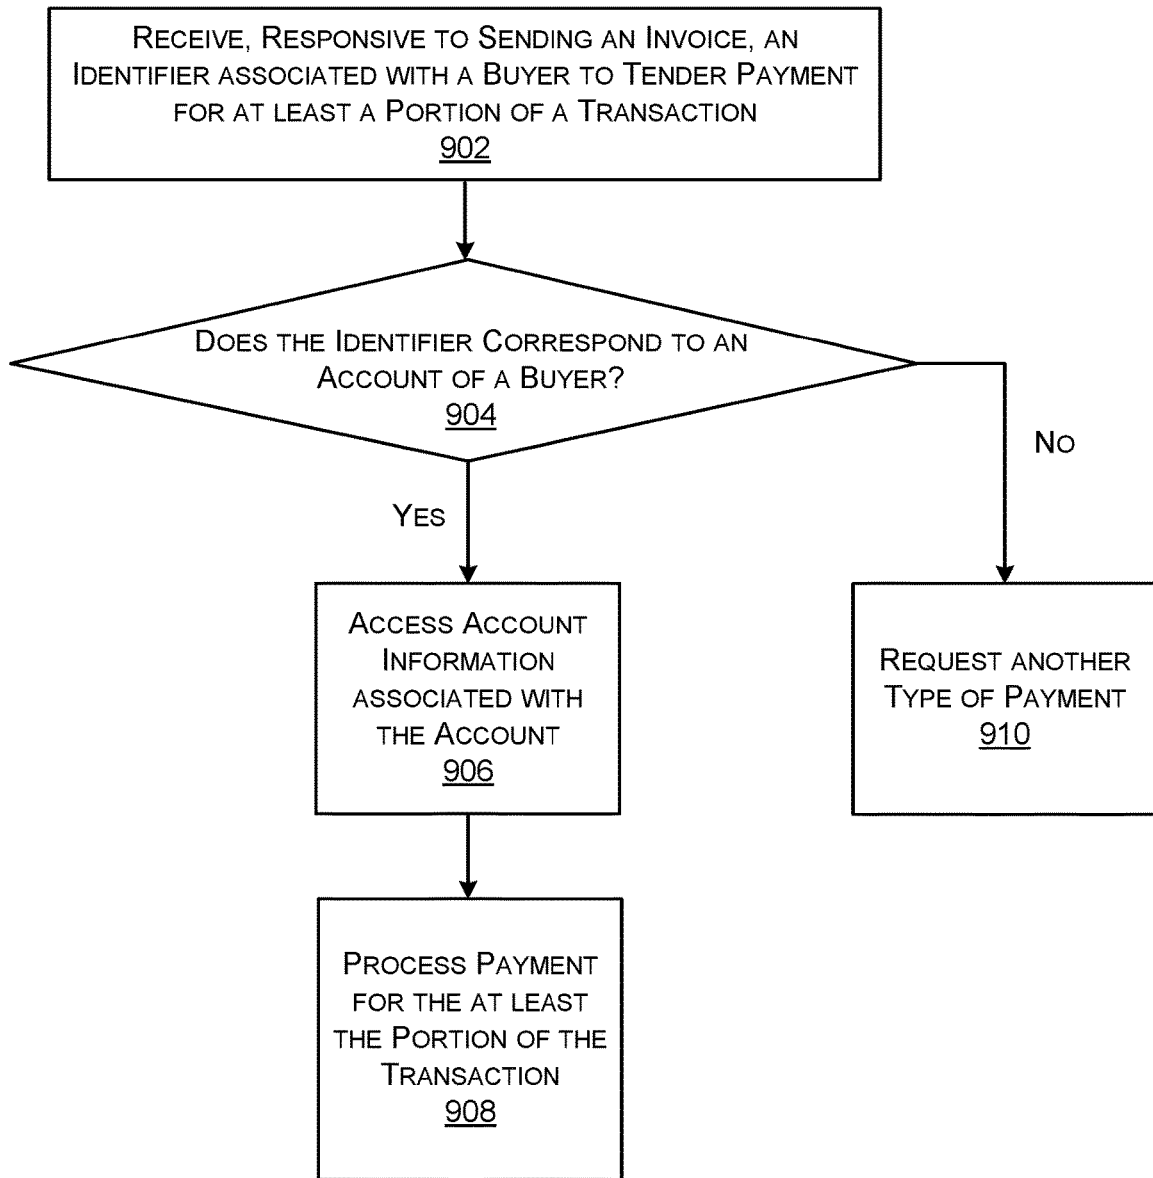 RECEIVE, RESPONSIVE TO SENDING AN INVOICE, AN
IDENTIFIER ASSOCIATED WITH A BUYER TO TENDER PAYMENT
FOR AT LEAST A PORTION OF A TRANSACTION
902
DOES THE IDENTIFIER CORRESPOND TO AN
ACCOUNT OF A BUYER?
904
NO
YES
ACCESS ACCOUNT
INFORMATION
ASSOCIATED WITH
THE ACCOUNT
906
REQUEST ANOTHER
TYPE OF PAYMENT
910
PROCESS PAYMENT
FOR THE AT LEAST
THE PORTION OF THE
TRANSACTION
908